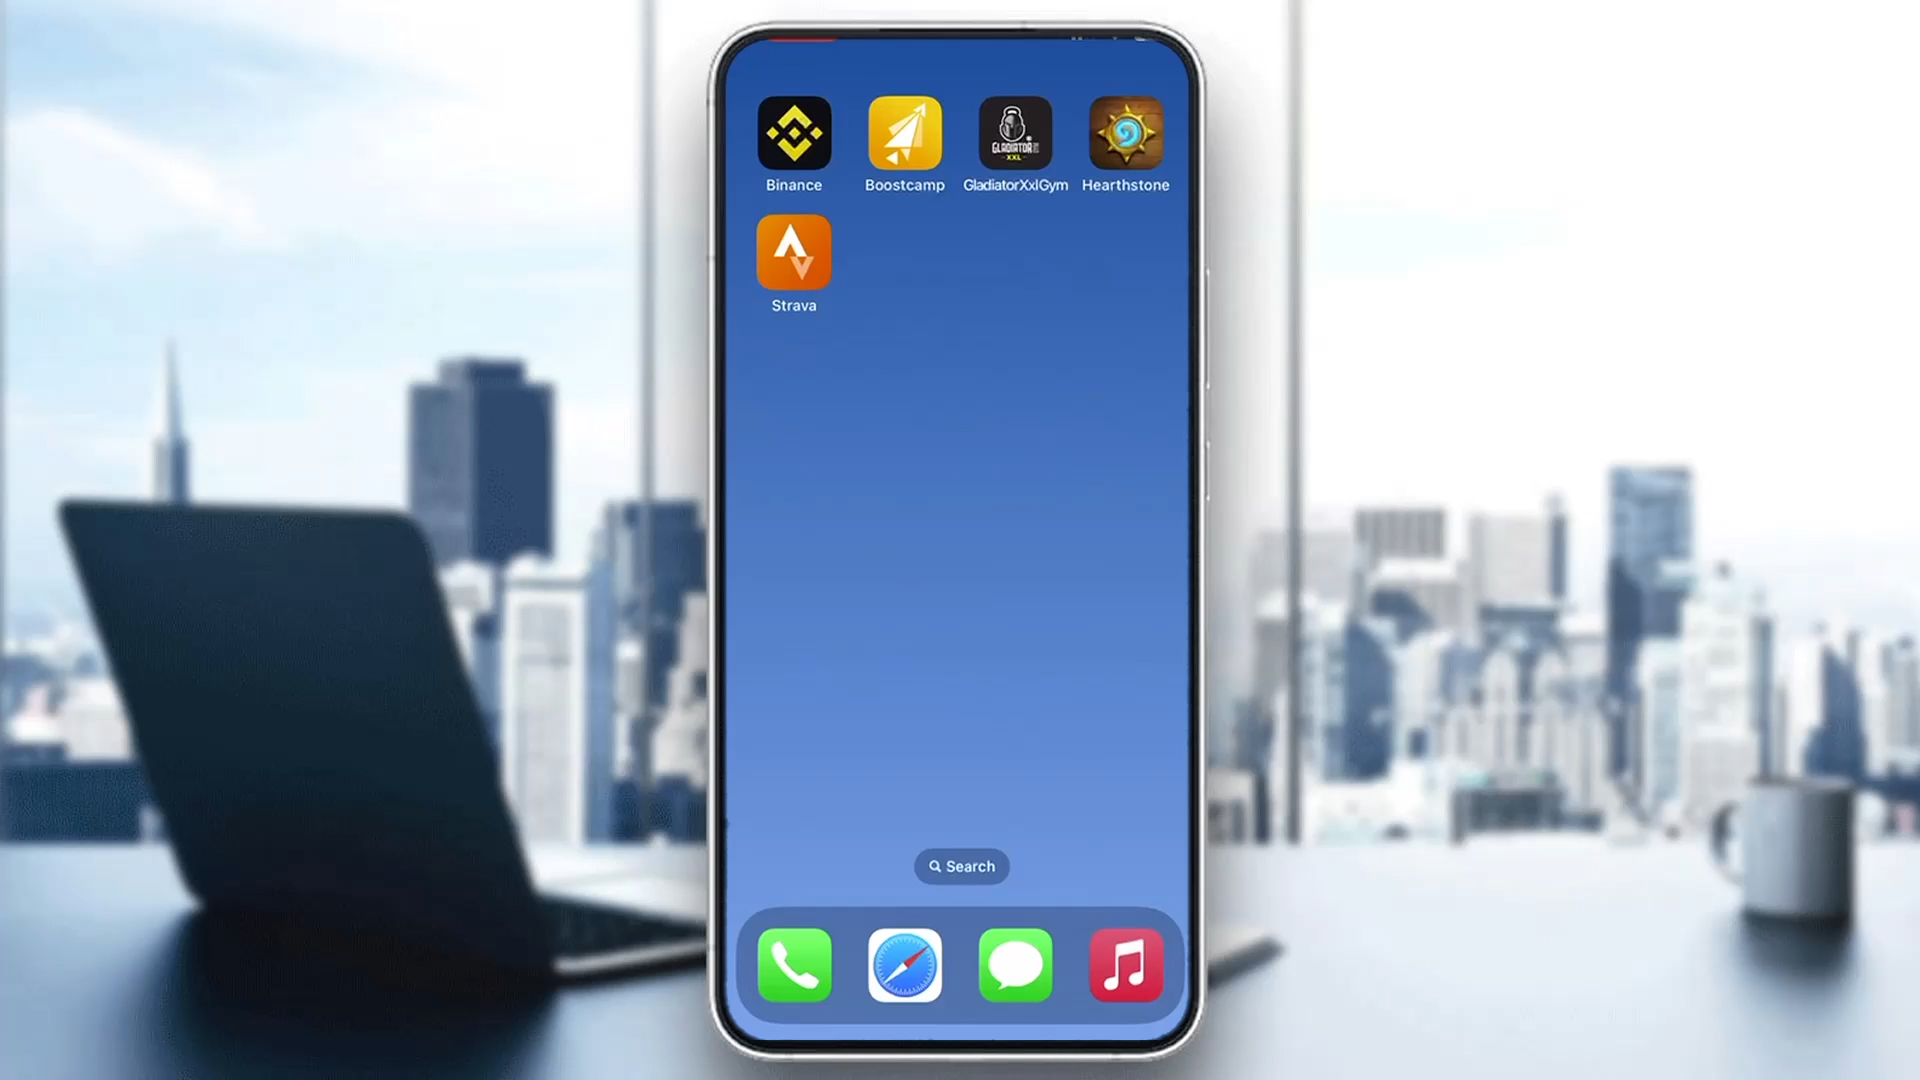 Binance
Boostcamp
GladiatorXxlGym
Hearthstone
GLADIATOR
XXL
Strava
Search